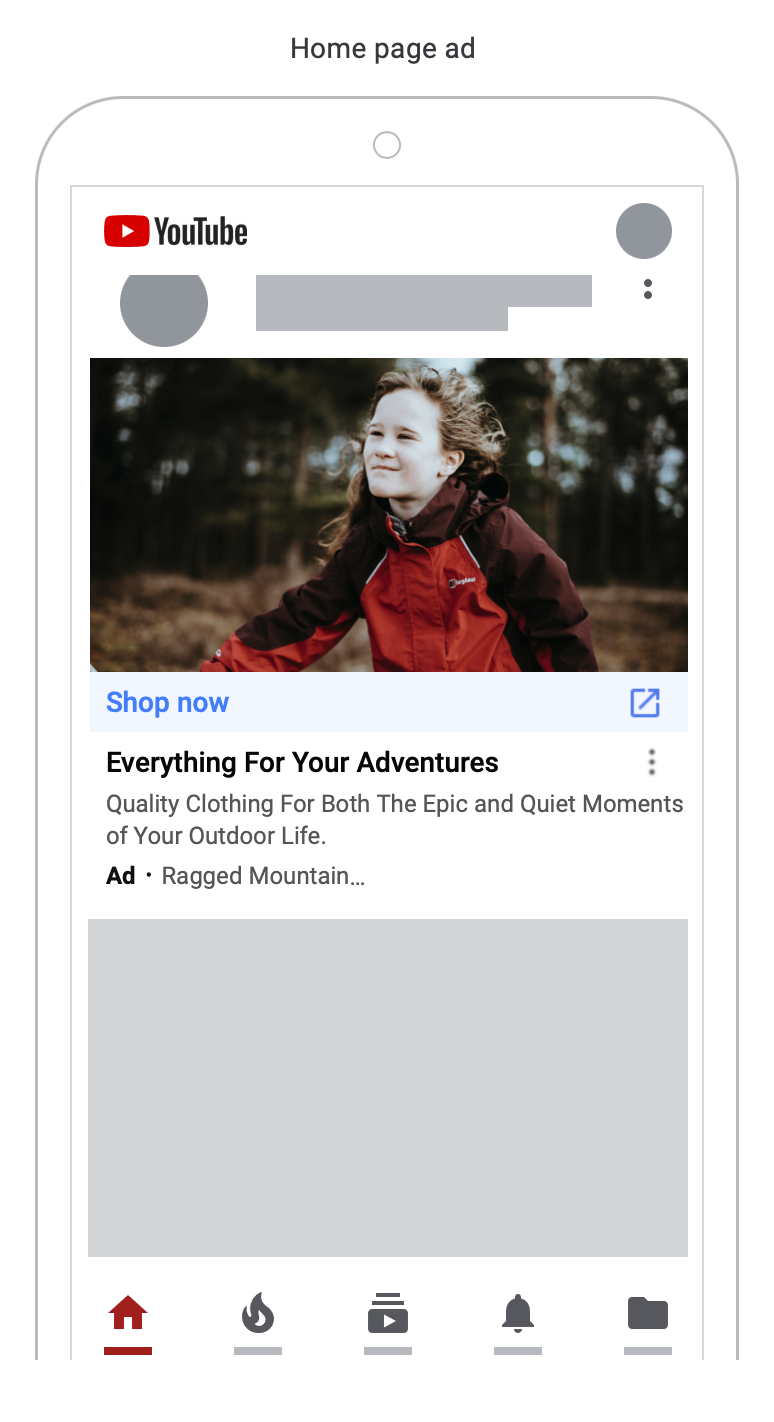 Home page ad
YouTube
Shop now
Everything For Your Adventures
Quality Clothing For Both The Epic and Quiet Moments
of Your Outdoor Life.
Ad · Ragged Mountain...